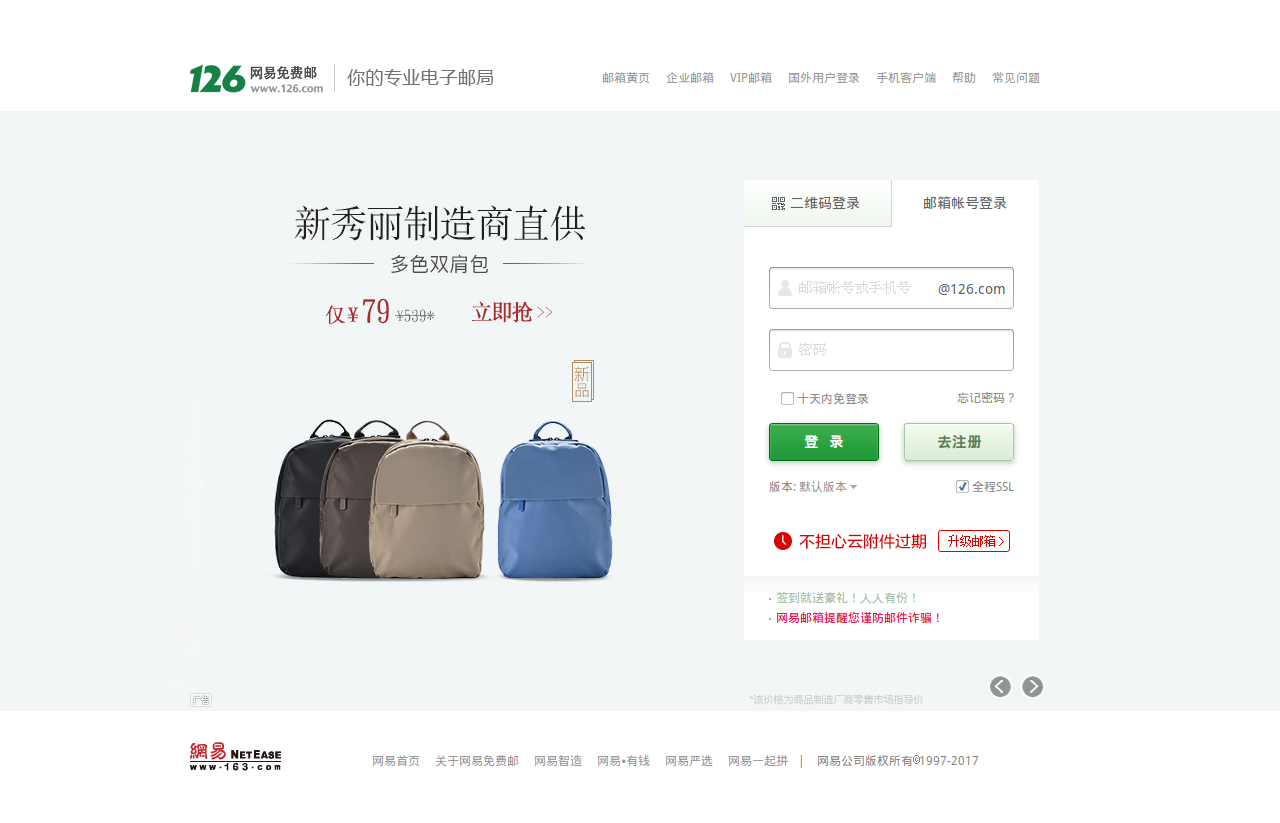 126 网易免费邮 你的专业电子邮局
www.126.com
邮箱黄页 企业邮箱 VIP邮箱 国外用户登录 手机客户端 帮助 常见问题
新秀丽制造商直供
多色双肩包
仅¥79 ¥539* 立即抢>>
新品
二维码登录 邮箱帐号登录
邮箱帐号或手机号 @126.com
密码
十天内免登录 忘记密码？
登 录 去注册
版本: 默认版本 全程SSL
不担心云附件过期 升级邮箱>
· 签到就送豪礼！人人有份！
· 网易邮箱提醒您谨防邮件诈骗！
广告 *该价格为商品制造厂商零售市场指导价
網易 NETEASE
www.163.com
网易首页 关于网易免费邮 网易智造 网易•有钱 网易严选 网易一起拼 | 网易公司版权所有©1997-2017